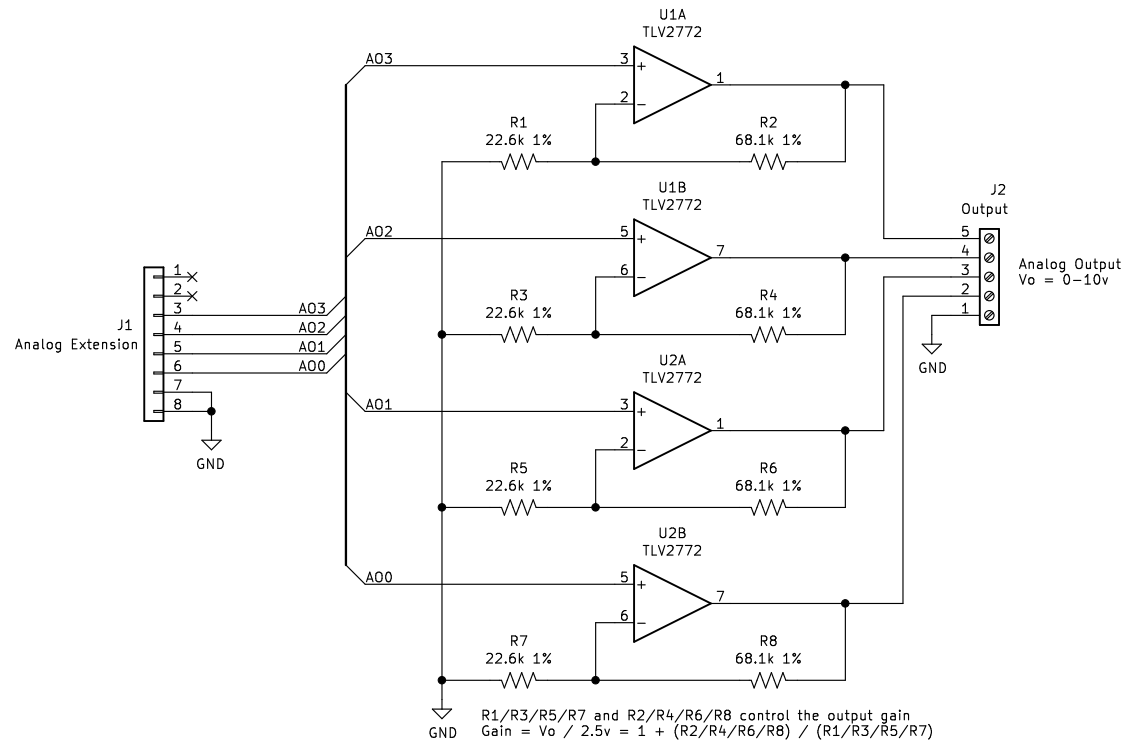 U1A
TLV2772
AO3
3
+
1
2
−
R1
22.6k 1%
R2
68.1k 1%
U1B
TLV2772
AO2
5
+
7
6
−
R3
22.6k 1%
R4
68.1k 1%
J2
Output
5
4
3
2
1
Analog Output
Vo = 0-10v
GND
J1
Analog Extension
1
2
3
4
5
6
7
8
AO3
AO2
AO1
AO0
GND
U2A
TLV2772
AO1
3
+
1
2
−
R5
22.6k 1%
R6
68.1k 1%
U2B
TLV2772
AO0
5
+
7
6
−
R7
22.6k 1%
R8
68.1k 1%
GND
R1/R3/R5/R7 and R2/R4/R6/R8 control the output gain
Gain = Vo / 2.5v = 1 + (R2/R4/R6/R8) / (R1/R3/R5/R7)